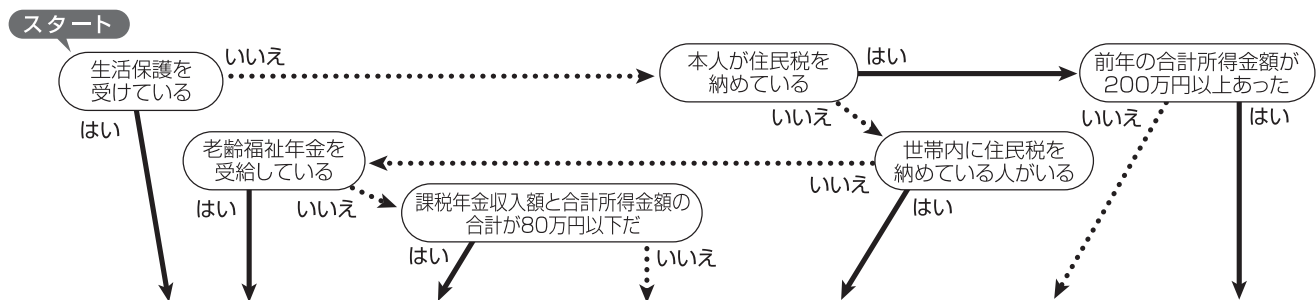 スタート
生活保護を
受けている
いいえ
はい
本人が住民税を
納めている
はい
いいえ
前年の合計所得金額が
200万円以上あった
いいえ
はい
世帯内に住民税を
納めている人がいる
いいえ
はい
老齢福祉年金を
受給している
はい
いいえ
課税年金収入額と合計所得金額の
合計が80万円以下だ
はい
いいえ